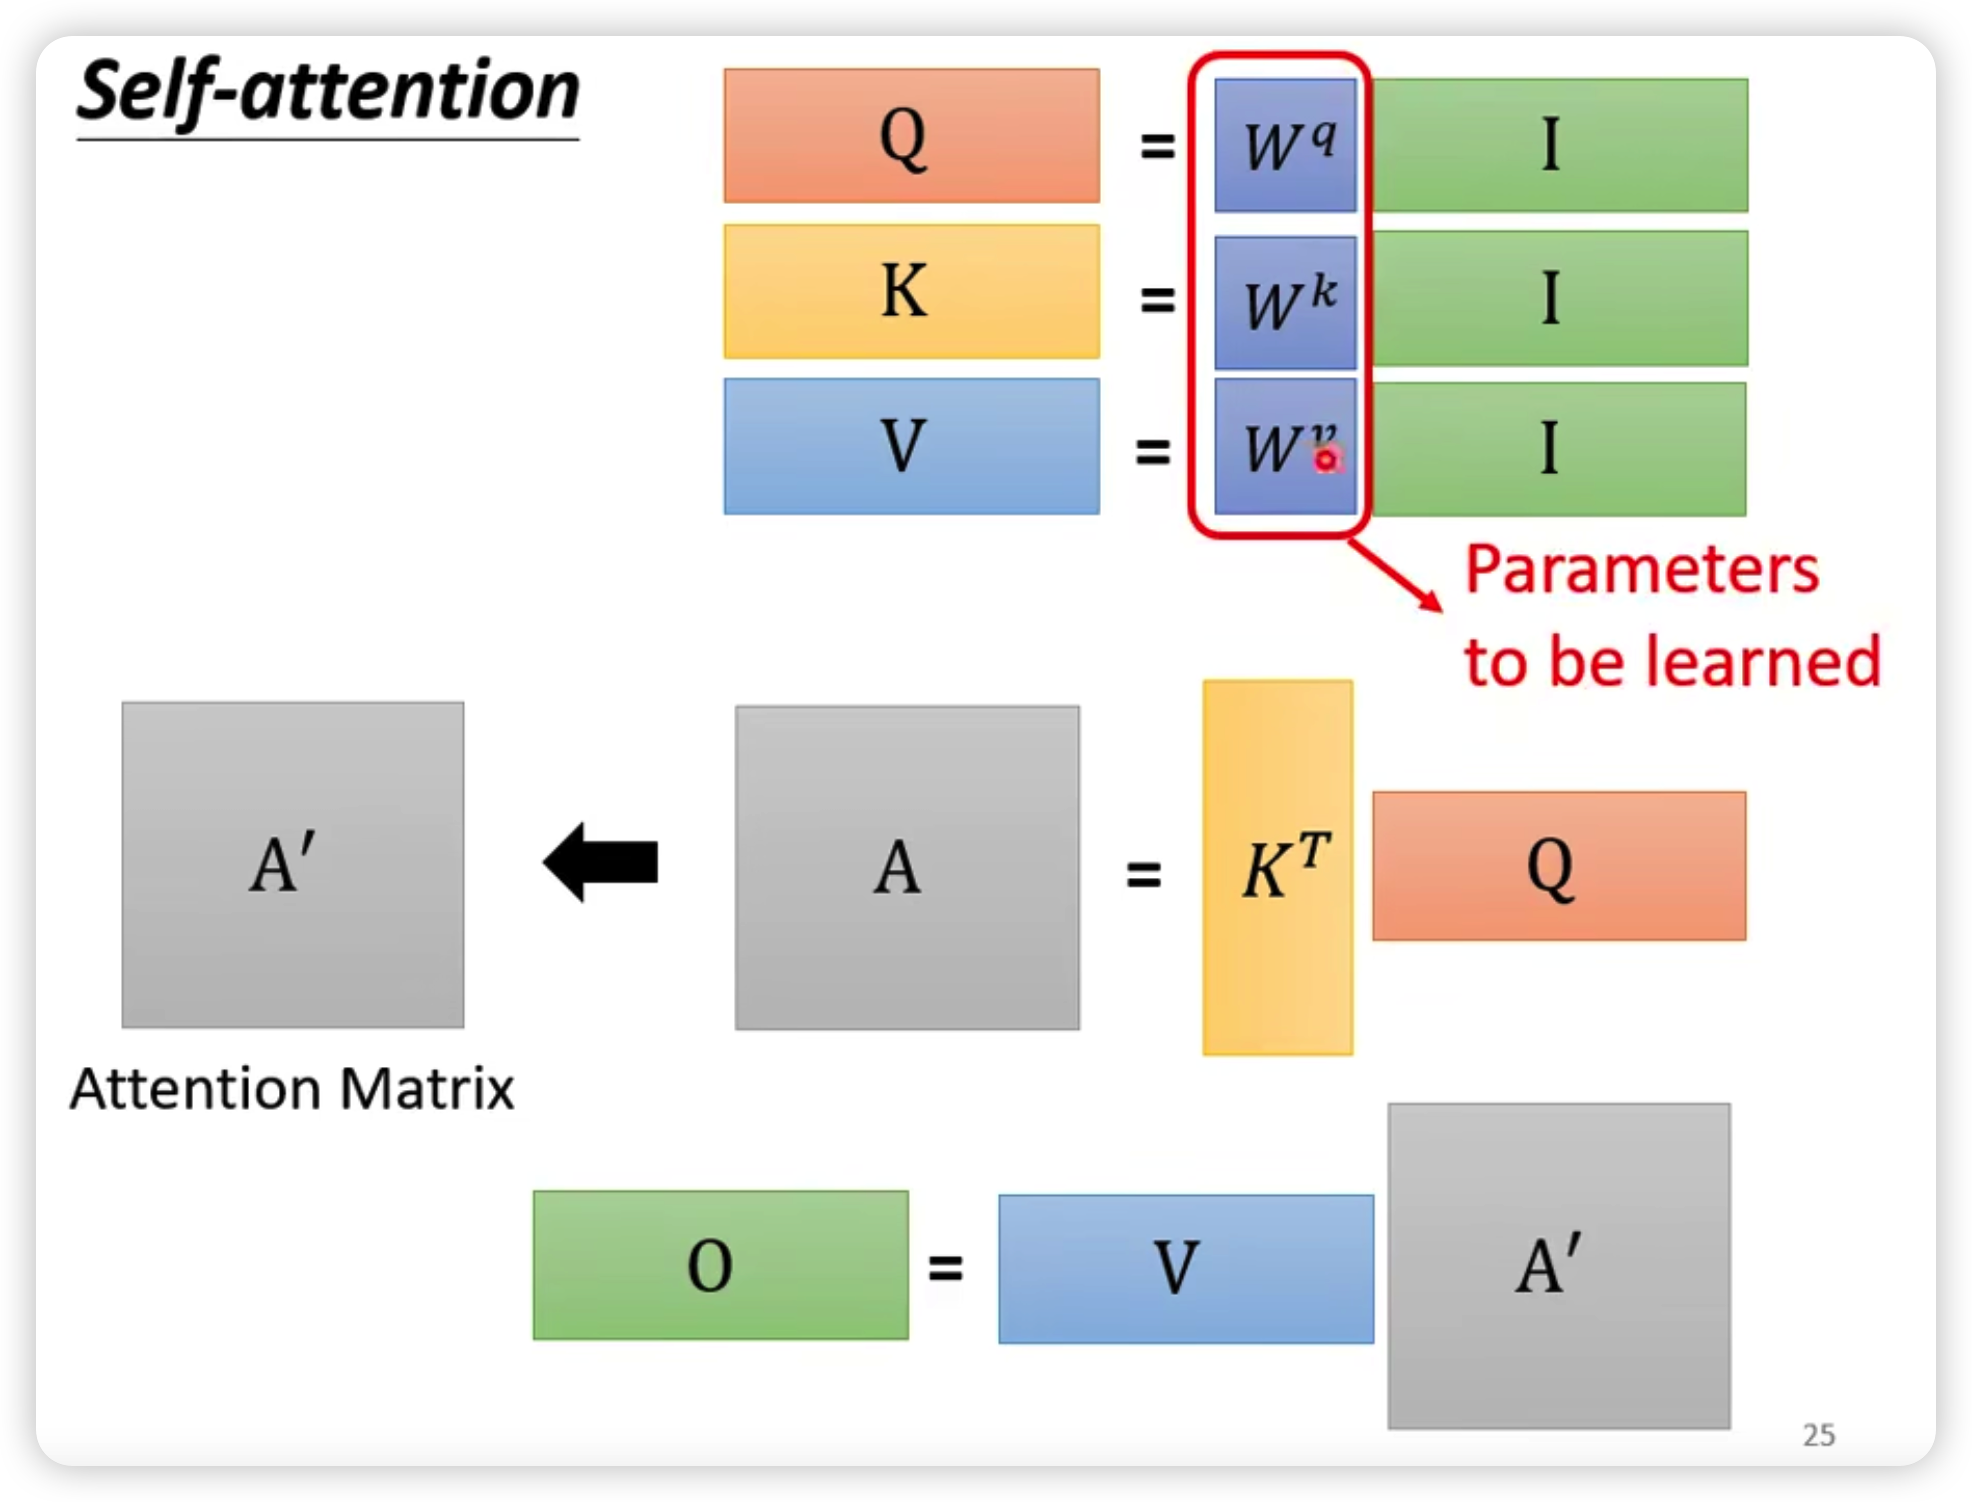 Self-attention
Q = W^q I
K = W^k I
V = W^v I
Parameters
to be learned
A′ A = K^T Q
Attention Matrix
O = V A′
25